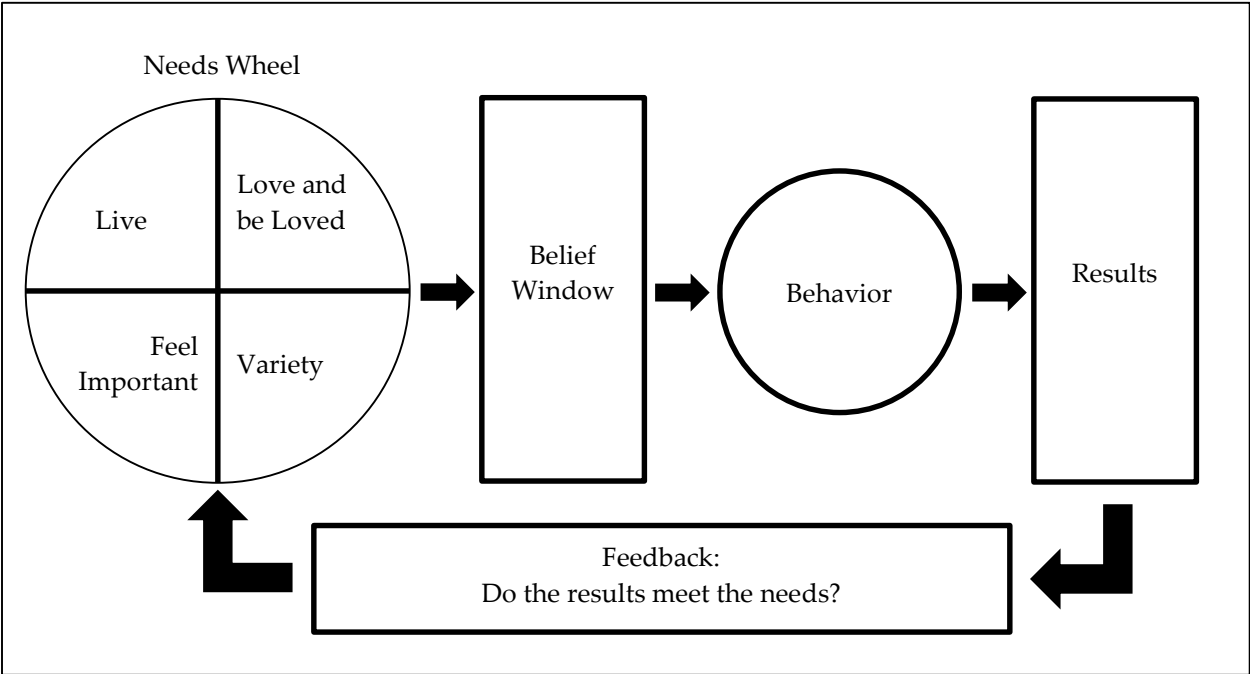 Needs Wheel
Live
Love and
be Loved
Feel
Important
Variety
Belief
Window
Behavior
Results
Feedback:
Do the results meet the needs?